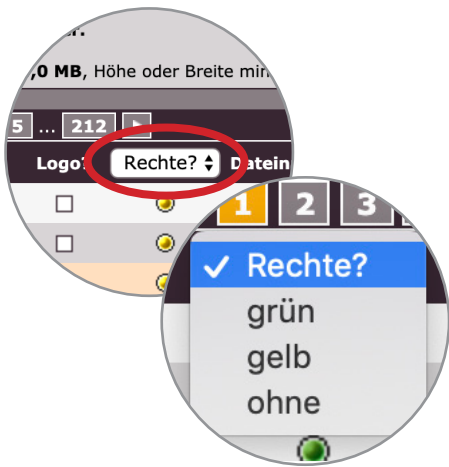 ,0 MB, Höhe oder Breite min
5 ... 212
Logo? Rechte? Datein
1 2 3
Rechte?
grün
gelb
ohne